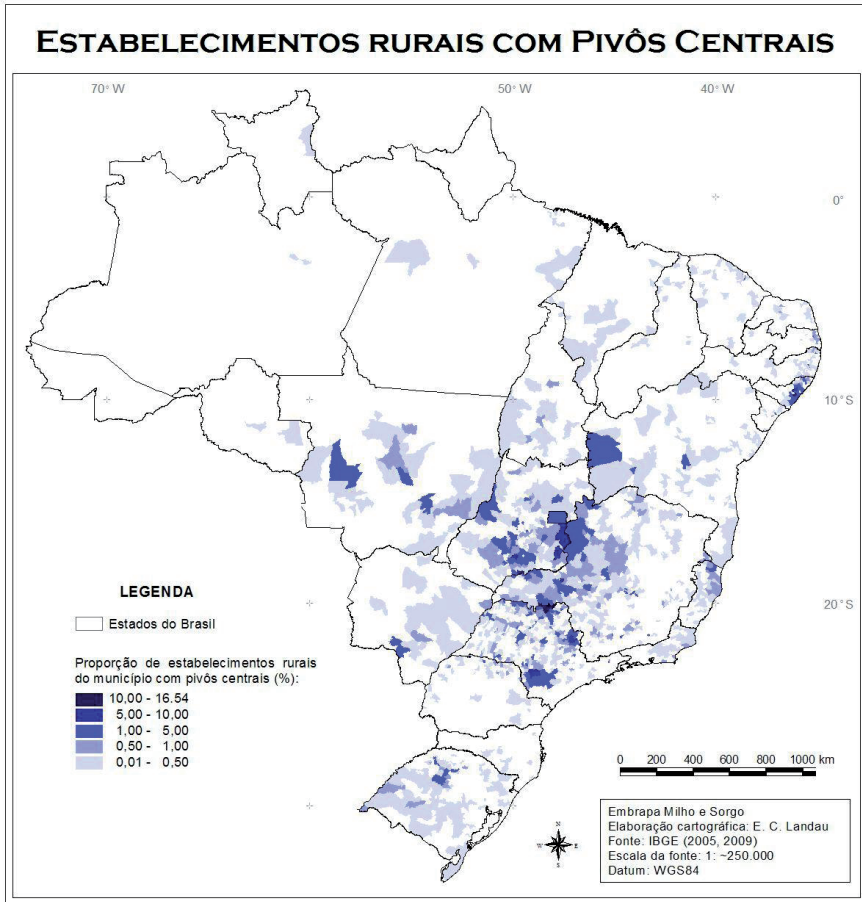 ESTABELECIMENTOS RURAIS COM PIVÔS CENTRAIS
70° W
50° W
40° W
0°
10° S
20° S
LEGENDA
Estados do Brasil
Proporção de estabelecimentos rurais
do município com pivôs centrais (%):
10,00 - 16.54
5,00 - 10,00
1,00 - 5,00
0,50 - 1,00
0,01 - 0,50
0 200 400 600 800 1000 km
N
W E
S
Embrapa Milho e Sorgo
Elaboração cartográfica: E. C. Landau
Fonte: IBGE (2005, 2009)
Escala da fonte: 1: ~250.000
Datum: WGS84